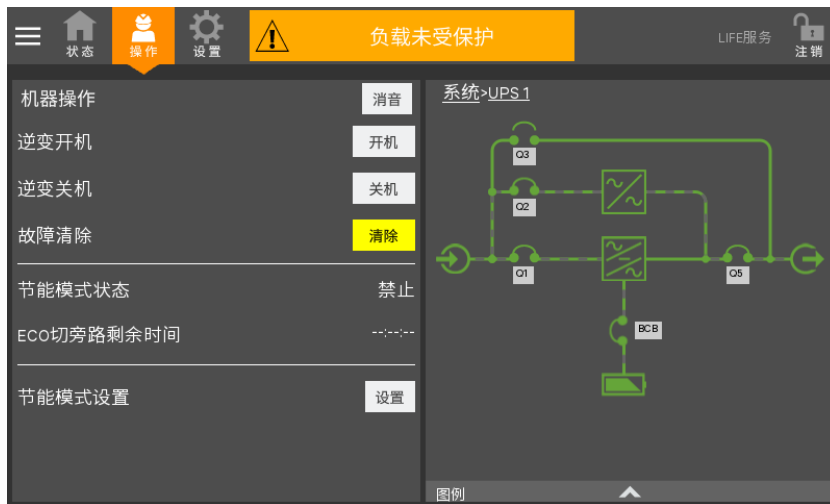 状态
操作
设置
负载未受保护
LIFE服务
注销
机器操作
消音
系统>UPS 1
逆变开机
开机
逆变关机
关机
故障清除
清除
节能模式状态
禁止
ECO切旁路剩余时间
--:--:--
节能模式设置
设置
Q3
Q2
Q1
Q5
BCB
图例